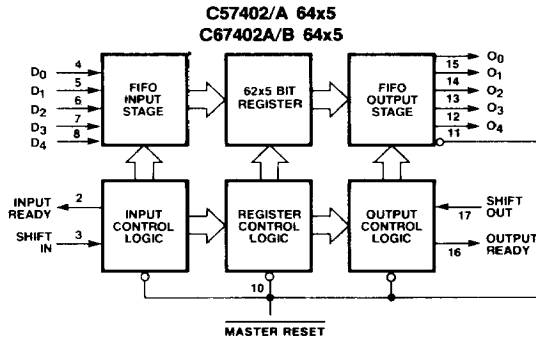 C57402/A 64x5
C67402A/B 64x5
D0 4
D1 5
D2 6
D3 7
D4 8
FIFO
INPUT
STAGE
62x5 BIT
REGISTER
FIFO
OUTPUT
STAGE
O0
15 O1
14 O2
13 O3
12 O4
11
INPUT
READY
2
SHIFT
IN
3
INPUT
CONTROL
LOGIC
REGISTER
CONTROL
LOGIC
OUTPUT
CONTROL
LOGIC
17
SHIFT
OUT
16
OUTPUT
READY
10
MASTER RESET